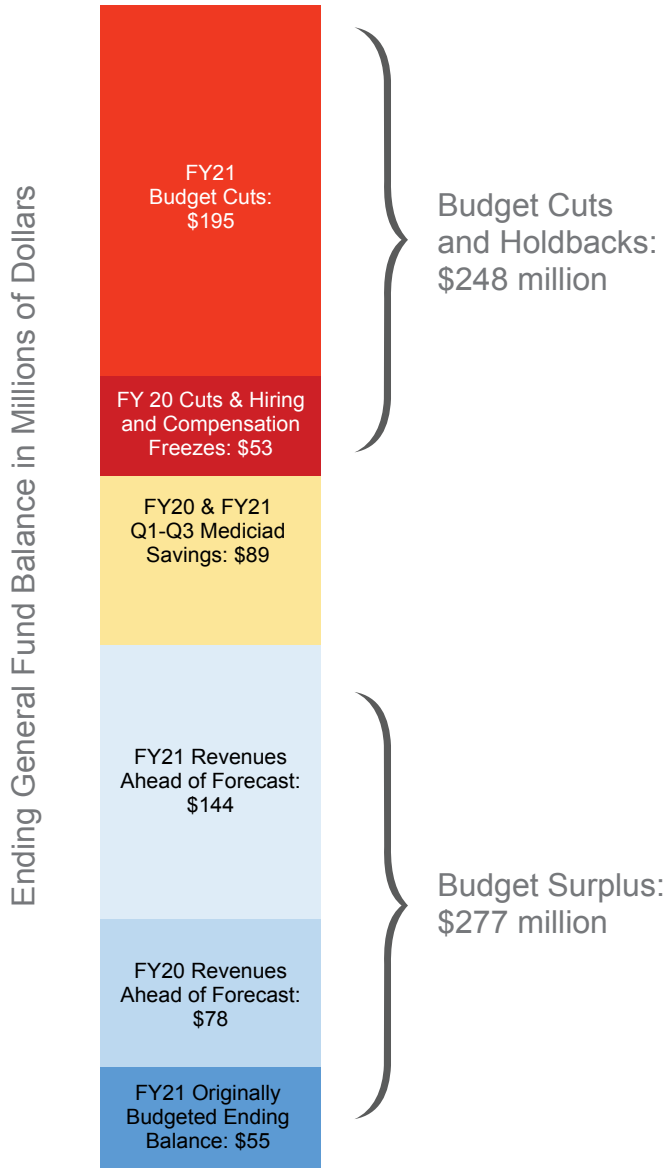 Ending General Fund Balance in Millions of Dollars
FY21
Budget Cuts:
$195
Budget Cuts
and Holdbacks:
$248 million
FY 20 Cuts & Hiring
and Compensation
Freezes: $53
FY20 & FY21
Q1-Q3 Mediciad
Savings: $89
FY21 Revenues
Ahead of Forecast:
$144
Budget Surplus:
$277 million
FY20 Revenues
Ahead of Forecast:
$78
FY21 Originally
Budgeted Ending
Balance: $55